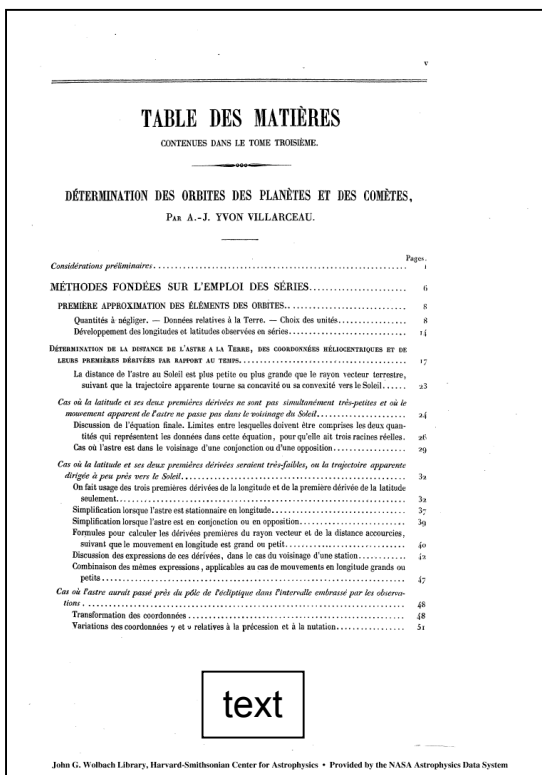 v
TABLE DES MATIÈRES
CONTENUES DANS LE TOME TROISIÈME.
DÉTERMINATION DES ORBITES DES PLANÈTES ET DES COMÈTES,
PAR A.-J. YVON VILLARCEAU.
Pages.
Considérations préliminaires........ 1
MÉTHODES FONDÉES SUR L'EMPLOI DES SÉRIES........ 6
PREMIÈRE APPROXIMATION DES ÉLÉMENTS DES ORBITES........ 8
Quantités à négliger. — Données relatives à la Terre. — Choix des unités........ 8
Développement des longitudes et latitudes observées en séries........ 14
DÉTERMINATION DE LA DISTANCE DE L'ASTRE A LA TERRE, DES COORDONNÉES HÉLIOCENTRIQUES ET DE
LEURS PREMIÈRES DÉRIVÉES PAR RAPPORT AU TEMPS........ 17
La distance de l'astre au Soleil est plus petite ou plus grande que le rayon vecteur terrestre,
suivant que la trajectoire apparente tourne sa concavité ou sa convexité vers le Soleil...... 23
Cas où la latitude et ses deux premières dérivées ne sont pas simultanément très-petites et où le
mouvement apparent de l'astre ne passe pas dans le voisinage du Soleil........ 24
Discussion de l'équation finale. Limites entre lesquelles doivent être comprises les deux quan-
tités qui représentent les données dans cette équation, pour qu'elle ait trois racines réelles. 26
Cas où l'astre est dans le voisinage d'une conjonction ou d'une opposition........ 29
Cas où la latitude et ses deux premières dérivées seraient très-faibles, ou la trajectoire apparente
dirigée à peu près vers le Soleil........ 32
On fait usage des trois premières dérivées de la longitude et de la première dérivée de la latitude
seulement........ 32
Simplification lorsque l'astre est stationnaire en longitude........ 37
Simplification lorsque l'astre est en conjonction ou en opposition........ 39
Formules pour calculer les dérivées premières du rayon vecteur et de la distance accourcies,
suivant que le mouvement en longitude est grand ou petit........ 40
Discussion des expressions de ces dérivées, dans le cas du voisinage d'une station........ 42
Combinaison des mêmes expressions, applicables au cas de mouvements en longitude grands ou
petits........ 47
Cas où l'astre aurait passé près du pôle de l'écliptique dans l'intervalle embrassé par les observa-
tions........ 48
Transformation des coordonnées........ 48
Variations des coordonnées γ et ν relatives à la précession et à la nutation........ 51
text
John G. Wolbach Library, Harvard-Smithsonian Center for Astrophysics • Provided by the NASA Astrophysics Data System